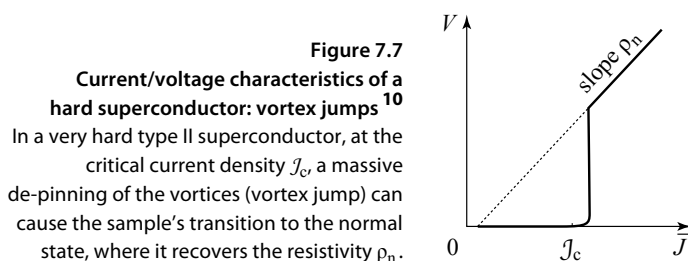 Figure 7.7
Current/voltage characteristics of a
hard superconductor: vortex jumps 10
In a very hard type II superconductor, at the
critical current density 𝒥c, a massive
de-pinning of the vortices (vortex jump) can
cause the sample’s transition to the normal
state, where it recovers the resistivity ρn.
V
slope ρn
0
𝒥c
J̅